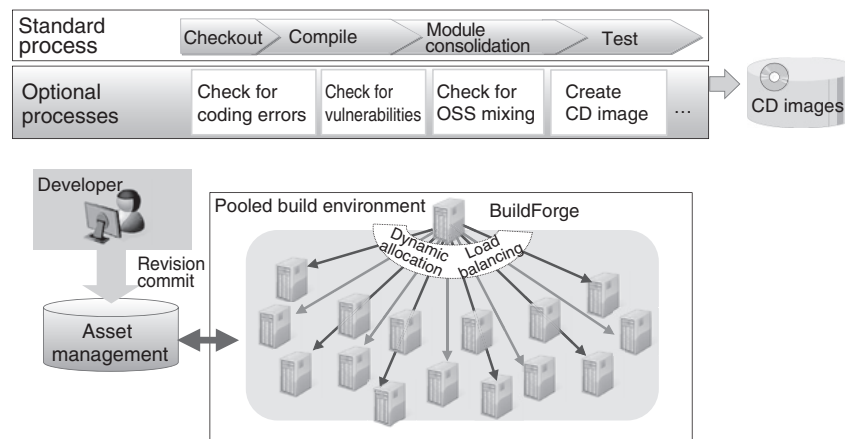 Standard
process
Checkout
Compile
Module
consolidation
Test
Optional
processes
Check for
coding errors
Check for
vulnerabilities
Check for
OSS mixing
Create
CD image
...
CD images
Developer
Revision
commit
Asset
management
Pooled build environment
BuildForge
Dynamic
allocation
Load
balancing